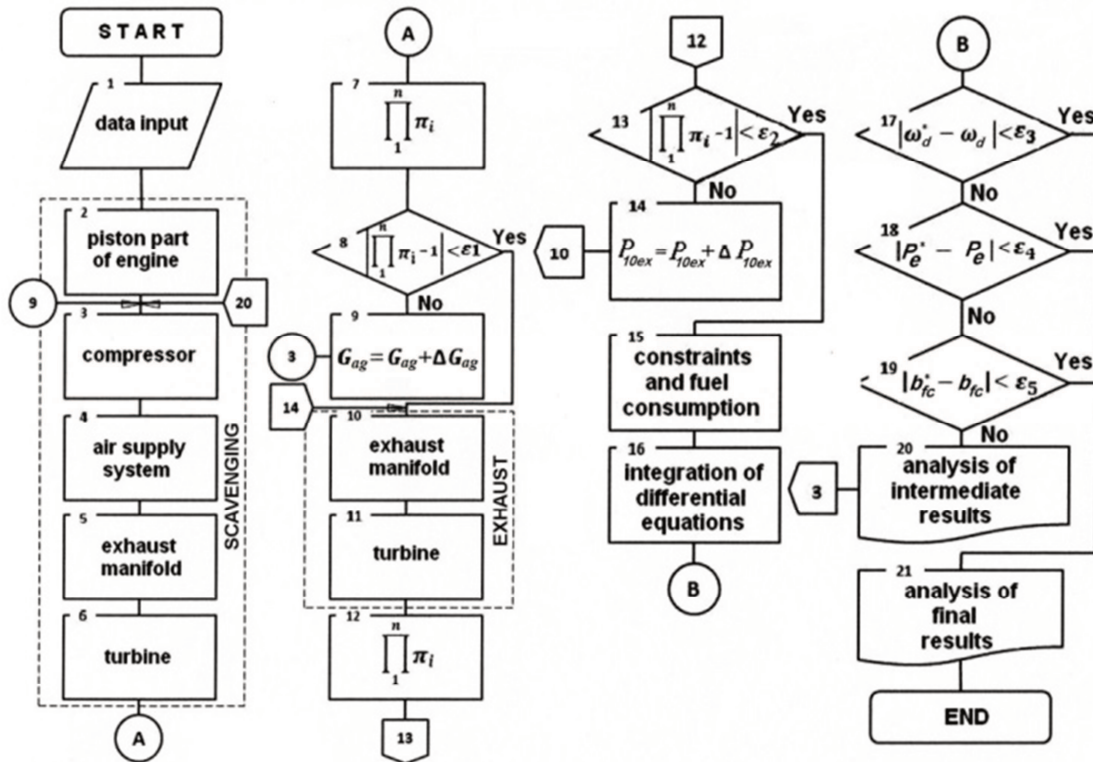 START
1
data input
2
piston part
of engine
9
20
3
compressor
4
air supply
system
5
exhaust
manifold
6
turbine
SCAVENGING
A
A
7
n
∏ πi
1
8
n
|∏ πi -1| < ε1
1
Yes
No
9
Gag = Gag + ΔGag
3
14
10
exhaust
manifold
11
turbine
EXHAUST
12
n
∏ πi
1
13
12
13
n
|∏ πi -1| < ε2
1
Yes
No
14
P10ex = P10ex + Δ P10ex
10
15
constraints
and fuel
consumption
16
integration of
differential
equations
B
B
17
|ω*d − ωd| < ε3
Yes
No
18
|P*e − Pe| < ε4
Yes
No
19
|b*fc − bfc| < ε5
Yes
No
20
analysis of
intermediate
results
3
21
analysis of
final
results
END